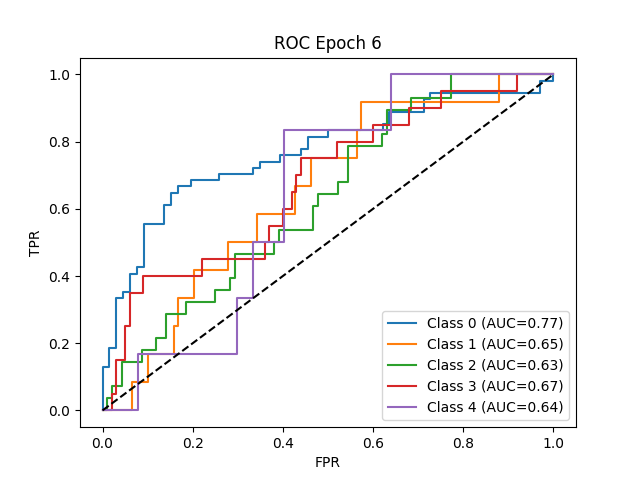 ROC Epoch 6
1.0
0.8
0.6
0.4
0.2
0.0
TPR
Class 0 (AUC=0.77)
Class 1 (AUC=0.65)
Class 2 (AUC=0.63)
Class 3 (AUC=0.67)
Class 4 (AUC=0.64)
0.0 0.2 0.4 0.6 0.8 1.0
FPR